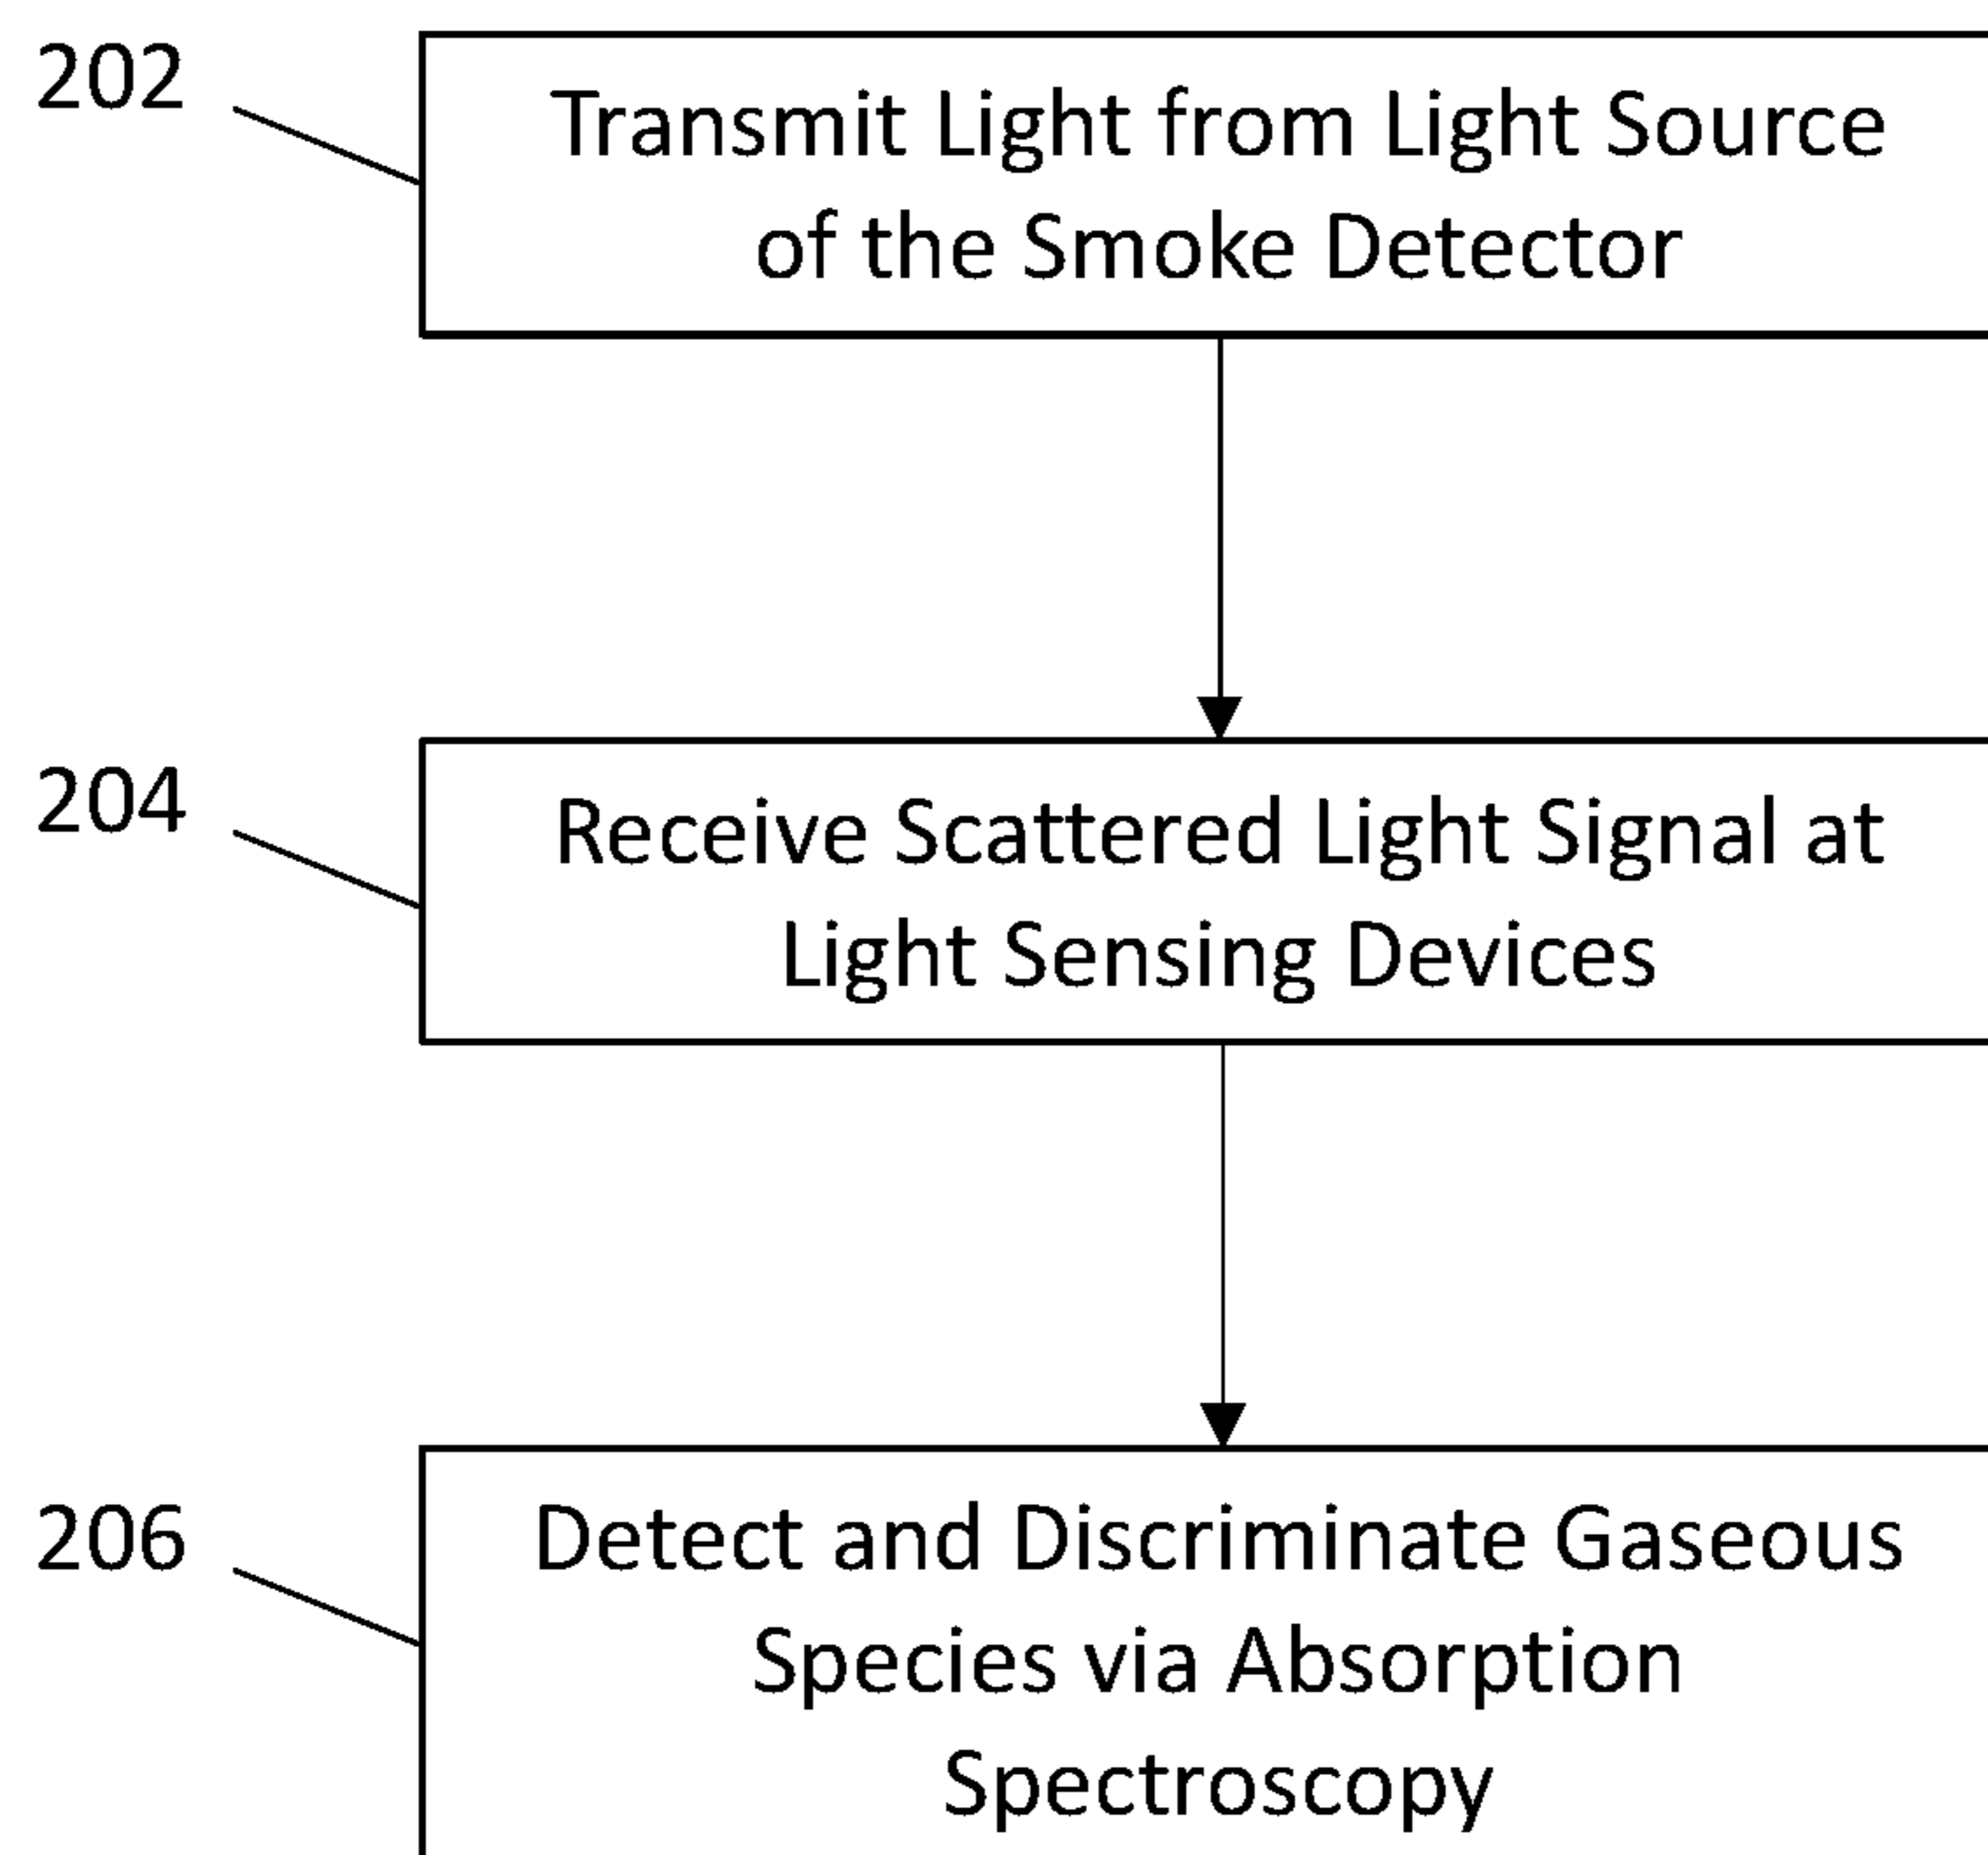 202
Transmit Light from Light Source
of the Smoke Detector
204
Receive Scattered Light Signal at
Light Sensing Devices
206
Detect and Discriminate Gaseous
Species via Absorption
Spectroscopy